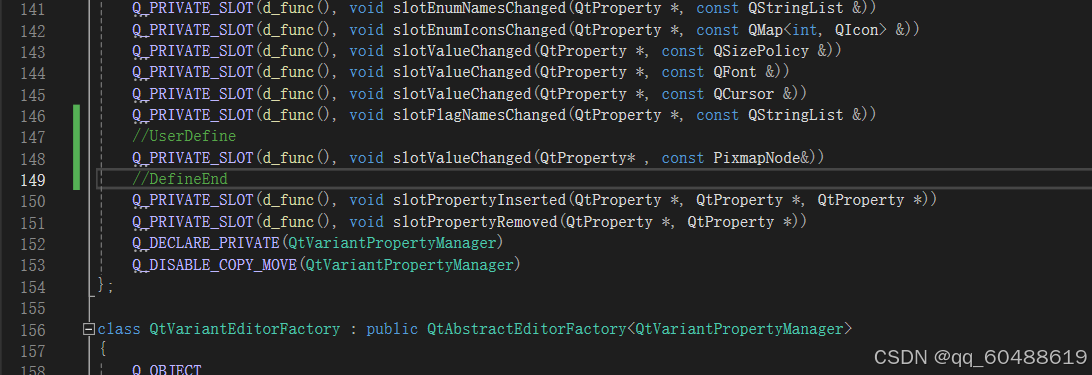 141 Q_PRIVATE_SLOT(d_func(), void slotEnumNamesChanged(QtProperty *, const QStringList &))
142 Q_PRIVATE_SLOT(d_func(), void slotEnumIconsChanged(QtProperty *, const QMap<int, QIcon> &))
143 Q_PRIVATE_SLOT(d_func(), void slotValueChanged(QtProperty *, const QSizePolicy &))
144 Q_PRIVATE_SLOT(d_func(), void slotValueChanged(QtProperty *, const QFont &))
145 Q_PRIVATE_SLOT(d_func(), void slotValueChanged(QtProperty *, const QCursor &))
146 Q_PRIVATE_SLOT(d_func(), void slotFlagNamesChanged(QtProperty *, const QStringList &))
147 //UserDefine
148 Q_PRIVATE_SLOT(d_func(), void slotValueChanged(QtProperty* , const PixmapNode&))
149 //DefineEnd
150 Q_PRIVATE_SLOT(d_func(), void slotPropertyInserted(QtProperty *, QtProperty *, QtProperty *))
151 Q_PRIVATE_SLOT(d_func(), void slotPropertyRemoved(QtProperty *, QtProperty *))
152 Q_DECLARE_PRIVATE(QtVariantPropertyManager)
153 Q_DISABLE_COPY_MOVE(QtVariantPropertyManager)
154 };
155
156 class QtVariantEditorFactory : public QtAbstractEditorFactory<QtVariantPropertyManager>
157 {
158 Q_OBJECT
CSDN @qq_60488619